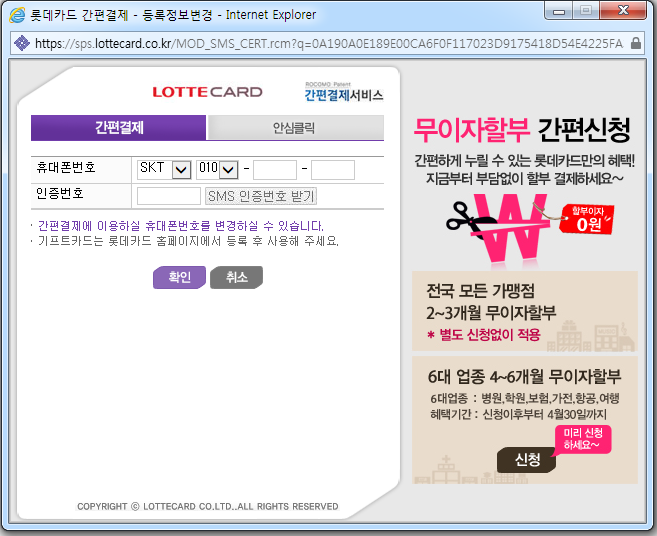 롯데카드 간편결제 - 등록정보변경 - Internet Explorer
https://sps.lottecard.co.kr/MOD_SMS_CERT.rcm?q=0A190A0E189E00CA6F0F117023D9175418D54E4225FA
LOTTE CARD
ROCOMO_Parent
간편결제서비스
간편결제
안심클릭
휴대폰번호 SKT 010 - -
인증번호 SMS 인증번호 받기
· 간편결제에 이용하실 휴대폰번호를 변경하실 수 있습니다.
· 기프트카드는 롯데카드 홈페이지에서 등록 후 사용해 주세요.
확인 취소
COPYRIGHT ⓒ LOTTECARD CO.LTD.,ALL RIGHTS RESERVED
무이자할부 간편신청
간편하게 누릴 수 있는 롯데카드만의 혜택!
지금부터 부담없이 할부 결제하세요~
할부이자
0원
전국 모든 가맹점
2~3개월 무이자할부
* 별도 신청없이 적용
6대 업종 4~6개월 무이자할부
6대업종 : 병원,학원,보험,가전,항공,여행
혜택기간 : 신청이후부터 4월30일까지
미리 신청
하세요~
신청